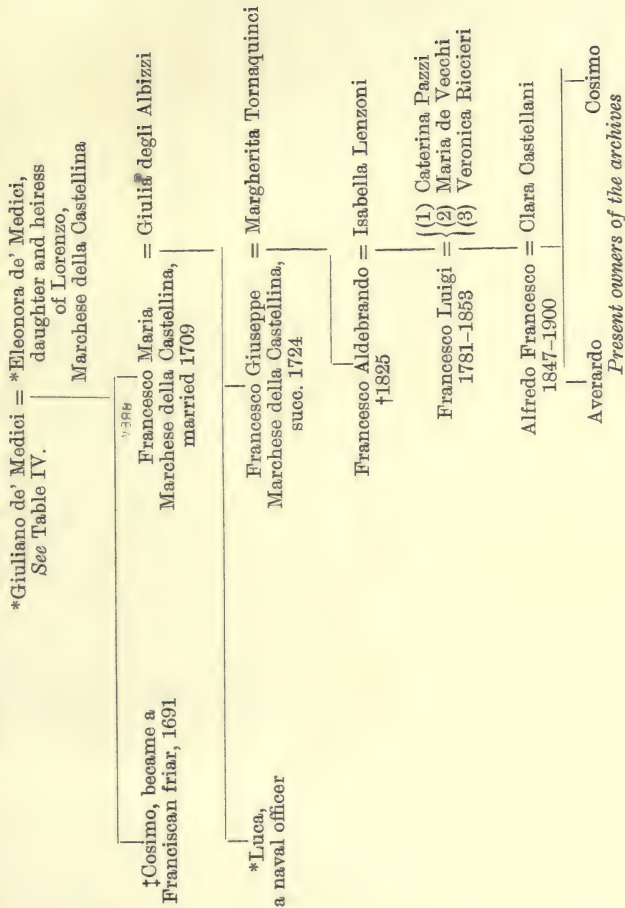 *Giuliano de' Medici = *Eleonora de' Medici,
See Table IV.
daughter and heiress
of Lorenzo,
Marchese della Castellina
‡Cosimo, became a
Franciscan friar, 1691
Francesco Maria = Giulia degli Albizzi
Marchese della Castellina,
married 1709
*Luca,
a naval officer
Francesco Giuseppe = Margherita Tornaquinci
Marchese della Castellina,
succ. 1724
Francesco Aldebrando = Isabella Lenzoni
†1825
Francesco Luigi = {(1) Caterina Pazzi
(2) Maria de Vecchi
(3) Veronica Riccieri
1781–1853
Alfredo Francesco = Clara Castellani
1847–1900
Averardo Cosimo
Present owners of the archives